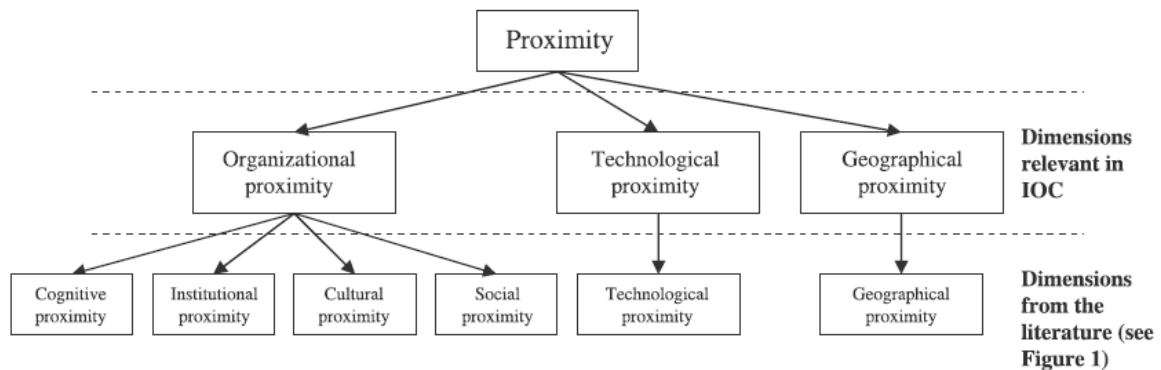 Proximity
Organizational
proximity
Technological
proximity
Geographical
proximity
Dimensions
relevant in
IOC
Cognitive
proximity
Institutional
proximity
Cultural
proximity
Social
proximity
Technological
proximity
Geographical
proximity
Dimensions
from the
literature (see
Figure 1)